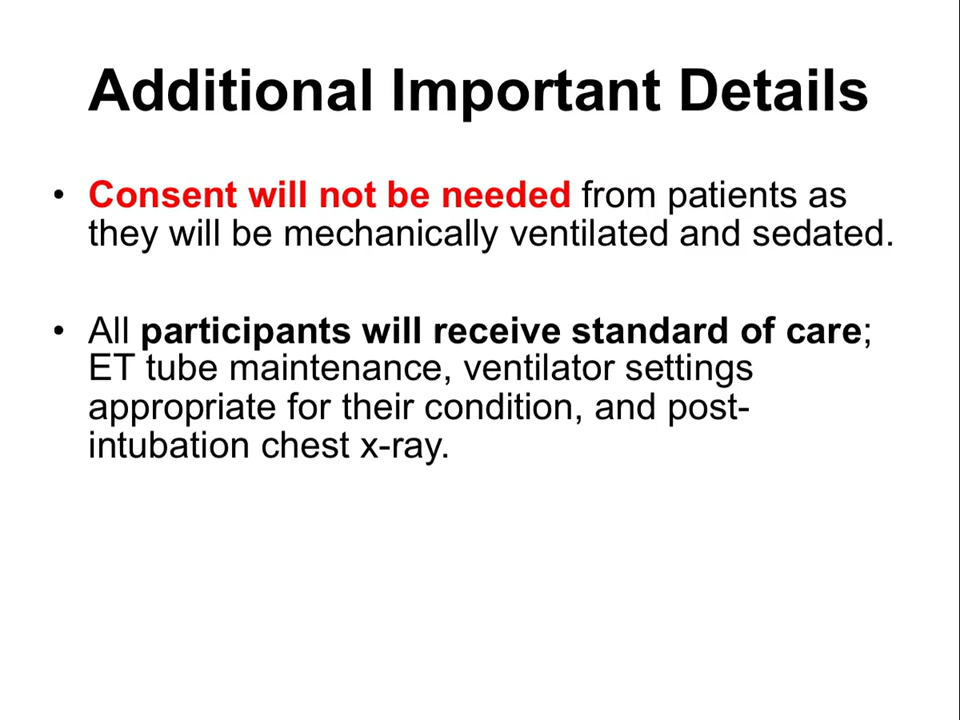 Additional Important Details
• Consent will not be needed from patients as
they will be mechanically ventilated and sedated.
• All participants will receive standard of care;
ET tube maintenance, ventilator settings
appropriate for their condition, and post-
intubation chest x-ray.